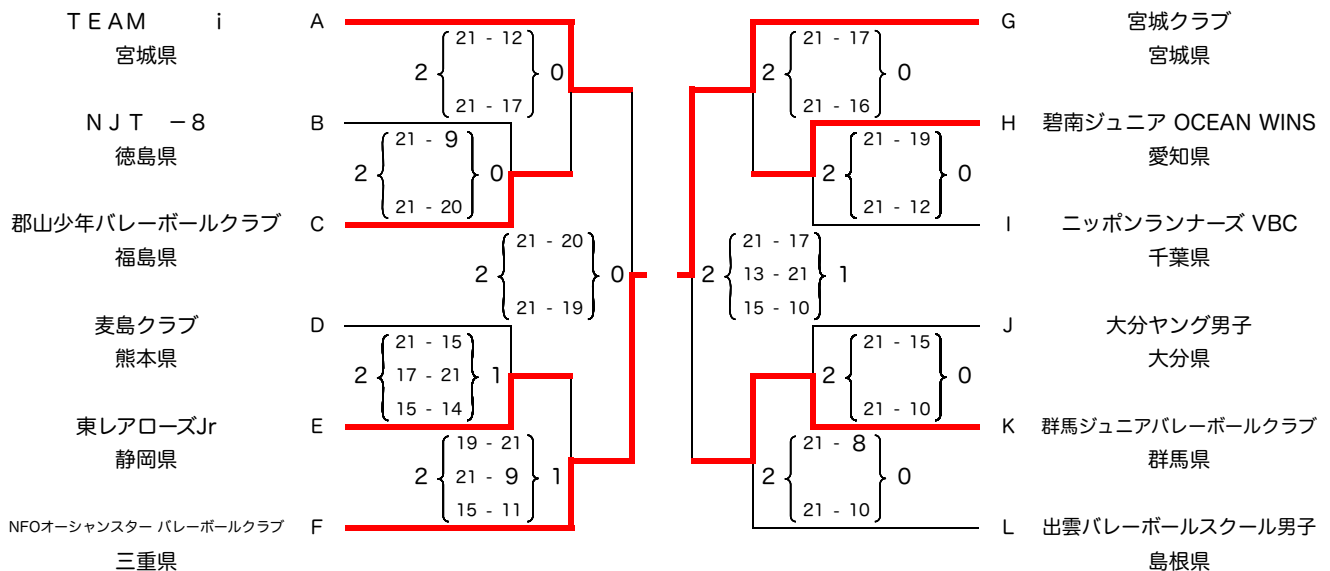 TEAM i A
宮城県
2 21 - 12 0
21 - 17
NJT －8 B
徳島県
2 21 - 9 0
21 - 20
郡山少年バレーボールクラブ C
福島県
2 21 - 20 0
21 - 19
麦島クラブ D
熊本県
21 - 15
2 17 - 21 1
15 - 14
東レアローズJr E
静岡県
19 - 21
2 21 - 9 1
15 - 11
NFOオーシャンスター バレーボールクラブ F
三重県
G 宮城クラブ
宮城県
21 - 17
2 0
21 - 16
H 碧南ジュニア OCEAN WINS
愛知県
21 - 19
2 0
21 - 12
I ニッポンランナーズ VBC
千葉県
21 - 17
2 13 - 21 1
15 - 10
J 大分ヤング男子
大分県
21 - 15
2 0
21 - 10
K 群馬ジュニアバレーボールクラブ
群馬県
21 - 8
2 0
21 - 10
L 出雲バレーボールスクール男子
島根県